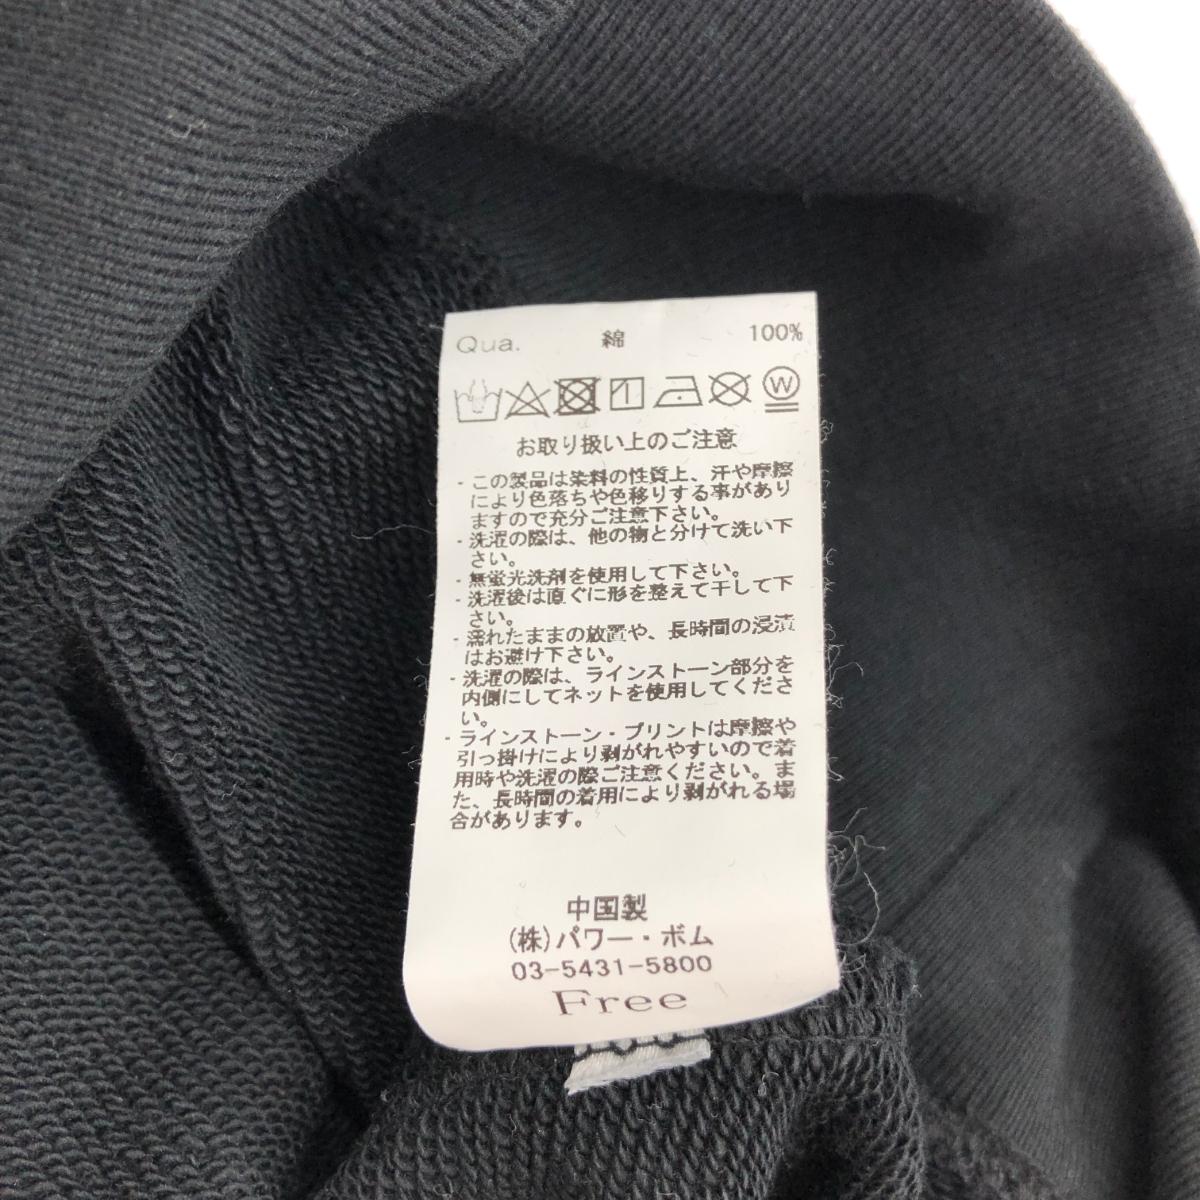 Qua. 綿 100%
W
お取り扱い上のご注意
・この製品は染料の性質上、汗や摩擦
により色落ちや色移りする事があり
ますので充分ご注意下さい。
・洗濯の際は、他の物と分けて洗い下
さい。
・無蛍光洗剤を使用して下さい。
・洗濯後は直ぐに形を整えて干して下
さい。
・濡れたままの放置や、長時間の浸漬
はお避け下さい。
・洗濯の際は、ラインストーン部分を
内側にしてネットを使用してくださ
い。
・ラインストーン・プリントは摩擦や
引っ掛けにより剥がれやすいので着
用時や洗濯の際ご注意ください。ま
た、長時間の着用により剥がれる場
合があります。
中国製
(株)パワー・ボム
03-5431-5800
Free